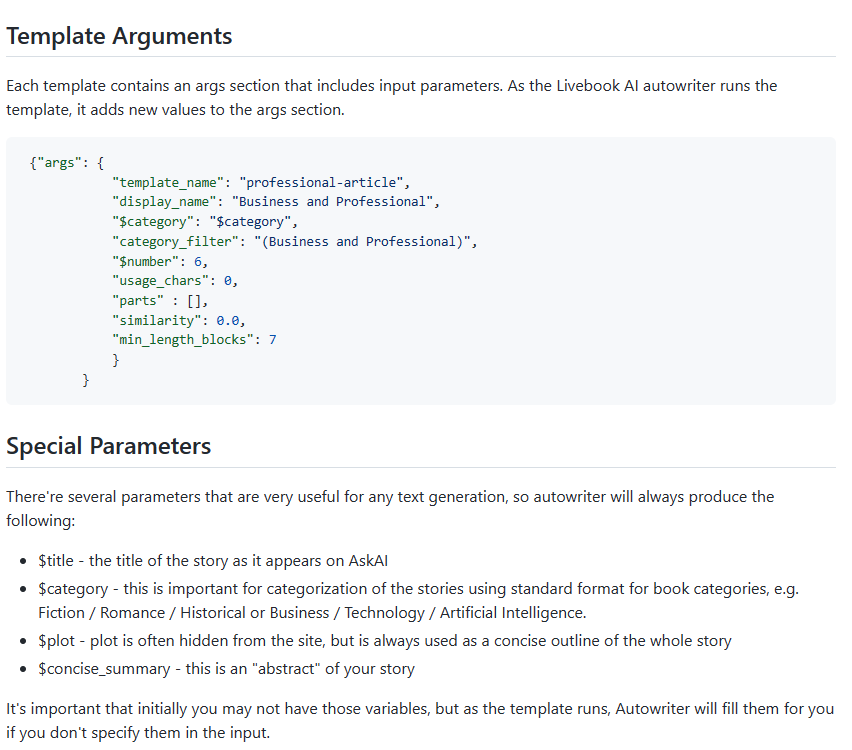 Template Arguments
Each template contains an args section that includes input parameters. As the Livebook AI autowriter runs the
template, it adds new values to the args section.
{"args": {
"template_name": "professional-article",
"display_name": "Business and Professional",
"$category": "$category",
"category_filter": "(Business and Professional)",
"$number": 6,
"usage_chars": 0,
"parts" : [],
"similarity": 0.0,
"min_length_blocks": 7
}
}
Special Parameters
There're several parameters that are very useful for any text generation, so autowriter will always produce the
following:
• $title - the title of the story as it appears on AskAI
• $category - this is important for categorization of the stories using standard format for book categories, e.g.
Fiction / Romance / Historical or Business / Technology / Artificial Intelligence.
• $plot - plot is often hidden from the site, but is always used as a concise outline of the whole story
• $concise_summary - this is an "abstract" of your story
It's important that initially you may not have those variables, but as the template runs, Autowriter will fill them for you
if you don't specify them in the input.